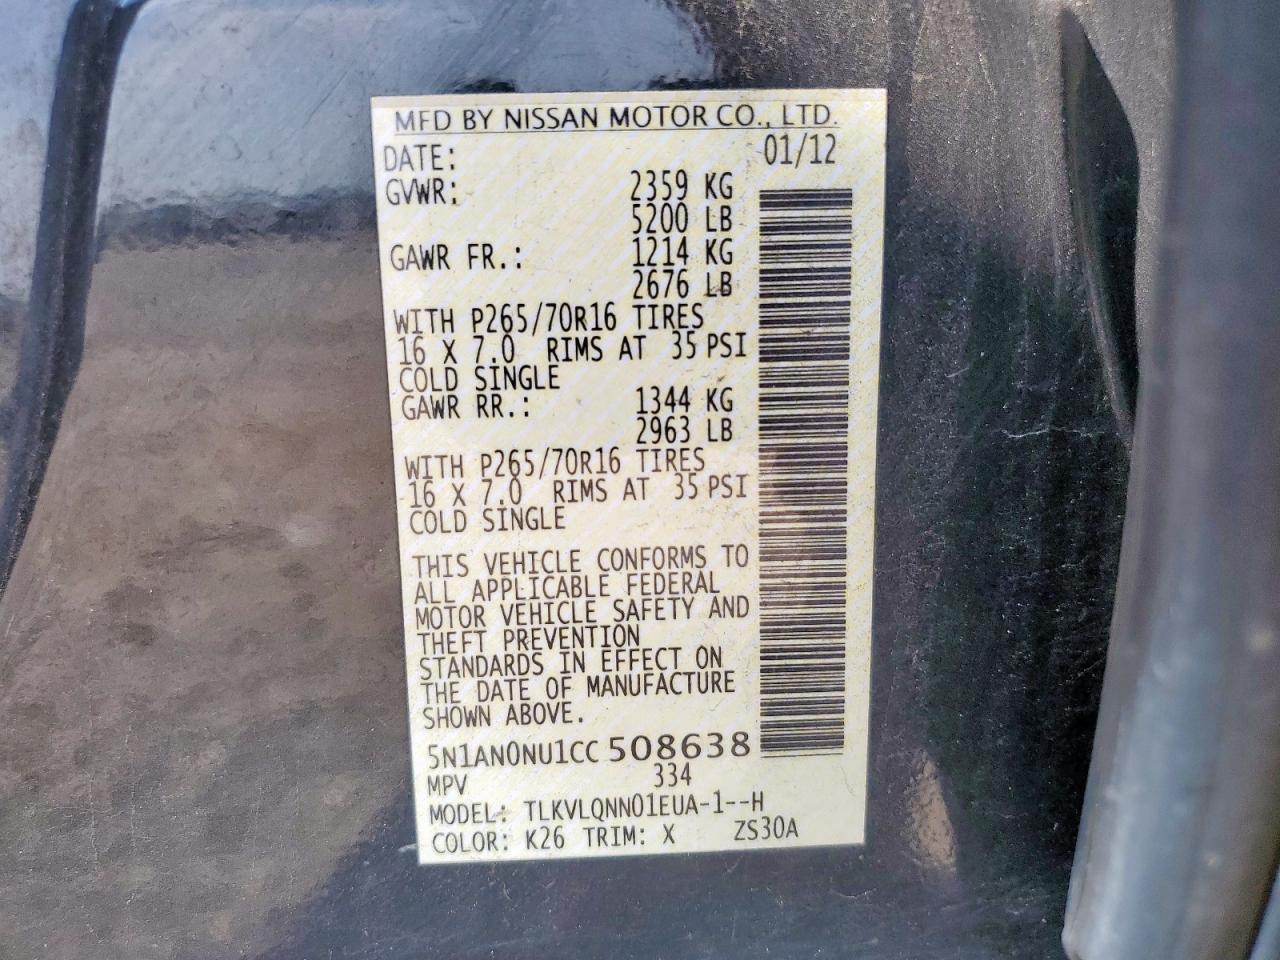 MFD BY NISSAN MOTOR CO., LTD.
DATE: 01/12
GVWR: 2359 KG
5200 LB
GAWR FR.: 1214 KG
2676 LB
WITH P265/70R16 TIRES
16 X 7.0 RIMS AT 35 PSI
COLD SINGLE
GAWR RR.: 1344 KG
2963 LB
WITH P265/70R16 TIRES
16 X 7.0 RIMS AT 35 PSI
COLD SINGLE
THIS VEHICLE CONFORMS TO
ALL APPLICABLE FEDERAL
MOTOR VEHICLE SAFETY AND
THEFT PREVENTION
STANDARDS IN EFFECT ON
THE DATE OF MANUFACTURE
SHOWN ABOVE.
5N1AN0NU1CC508638
MPV 334
MODEL: TLKVLQNN01EUA-1--H
COLOR: K26 TRIM: X ZS30A